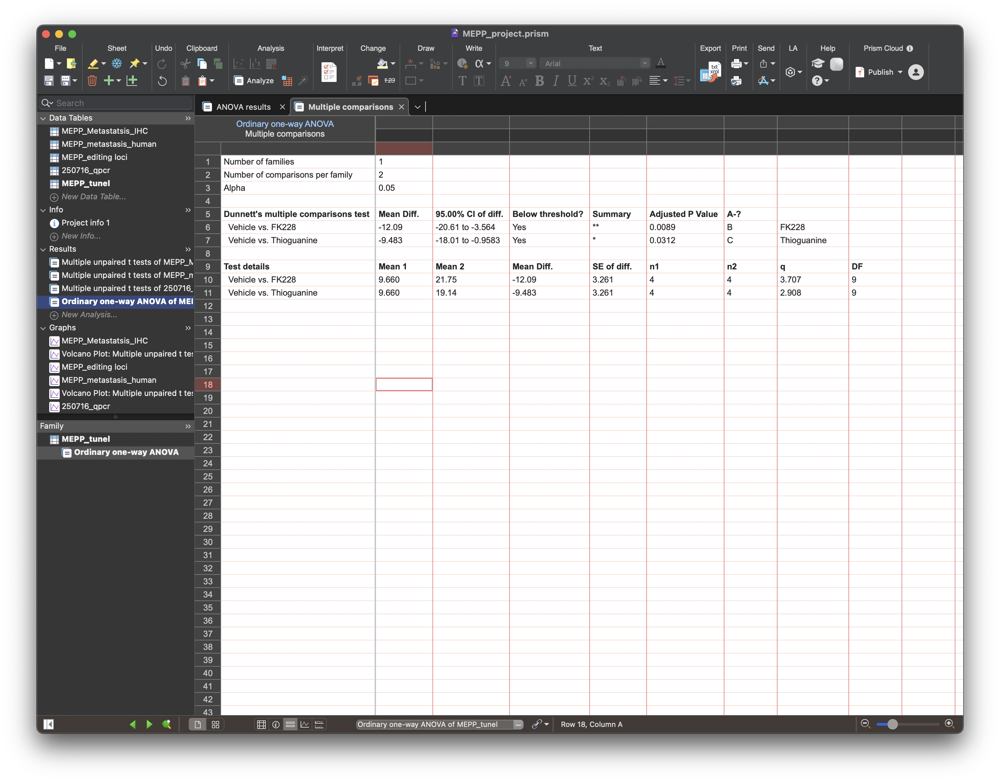 MEPP_project.prism
File Sheet Undo Clipboard Analysis Interpret Change Draw Write Text Export Print Send LA Help Prism Cloud
9 Arial
Analyze Publish
Search
ANOVA results Multiple comparisons
Data Tables
MEPP_Metastatsis_IHC
MEPP_metastasis_human
MEPP_editing loci
250716_qpcr
MEPP_tunel
New Data Table...
Info
Project info 1
New Info...
Results
Multiple unpaired t tests of MEPP_M
Multiple unpaired t tests of MEPP_m
Multiple unpaired t tests of 250716_
Ordinary one-way ANOVA of MEI
New Analysis...
Graphs
MEPP_Metastatsis_IHC
Volcano Plot: Multiple unpaired t tes
MEPP_editing loci
MEPP_metastasis_human
Volcano Plot: Multiple unpaired t tes
250716_qpcr
Family
MEPP_tunel
Ordinary one-way ANOVA
Ordinary one-way ANOVA
Multiple comparisons
1 Number of families 1
2 Number of comparisons per family 2
3 Alpha 0.05
4
5 Dunnett's multiple comparisons test Mean Diff. 95.00% CI of diff. Below threshold? Summary Adjusted P Value A-?
6 Vehicle vs. FK228 -12.09 -20.61 to -3.564 Yes ** 0.0089 B FK228
7 Vehicle vs. Thioguanine -9.483 -18.01 to -0.9583 Yes * 0.0312 C Thioguanine
8
9 Test details Mean 1 Mean 2 Mean Diff. SE of diff. n1 n2 q DF
10 Vehicle vs. FK228 9.660 21.75 -12.09 3.261 4 4 3.707 9
11 Vehicle vs. Thioguanine 9.660 19.14 -9.483 3.261 4 4 2.908 9
12
13
14
15
16
17
18
19
20
21
22
23
24
25
26
27
28
29
30
31
32
33
34
35
36
37
38
39
40
41
42
43
Ordinary one-way ANOVA of MEPP_tunel Row 18, Column A